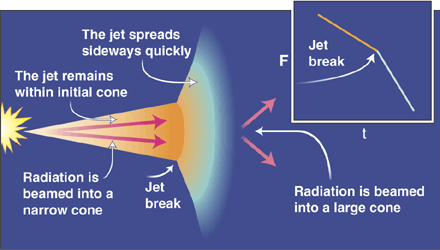 The jet spreads
sideways quickly
The jet remains
within initial cone
Radiation is
beamed into a
narrow cone
Jet
break
F
Jet
break
t
Radiation is beamed
into a large cone